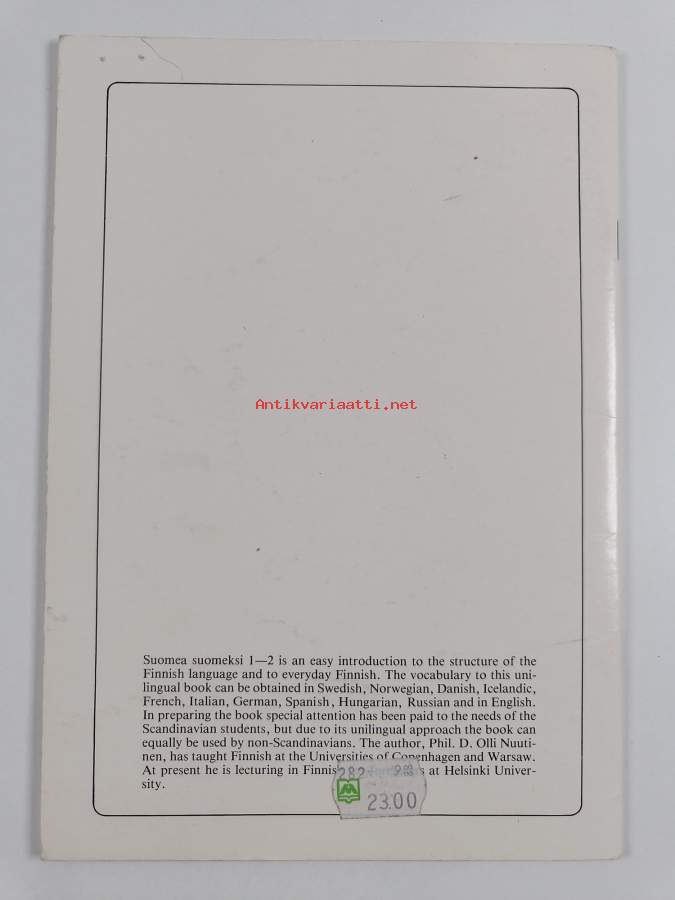 Antikvariaatti.net
Suomea suomeksi 1—2 is an easy introduction to the structure of the
Finnish language and to everyday Finnish. The vocabulary to this uni-
lingual book can be obtained in Swedish, Norwegian, Danish, Icelandic,
French, Italian, German, Spanish, Hungarian, Russian and in English.
In preparing the book special attention has been paid to the needs of the
Scandinavian students, but due to its unilingual approach the book can
equally be used by non-Scandinavians. The author, Phil. D. Olli Nuuti-
nen, has taught Finnish at the Universities of Copenhagen and Warsaw.
At present he is lecturing in at Helsinki Univer-
sity.
282
23.00